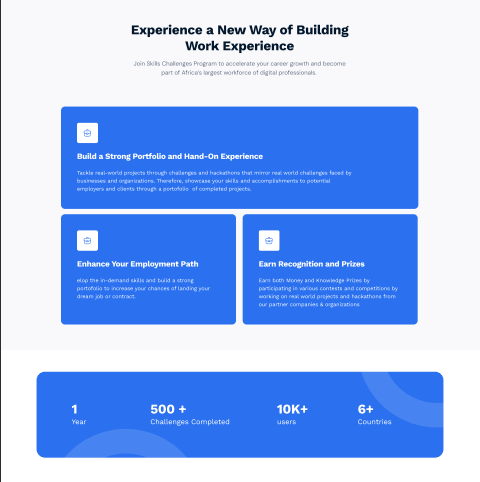 Experience a New Way of Building
Work Experience
Join Skills Challenges Program to accelerate your career growth and become
part of Africa's largest workforce of digital professionals.
Build a Strong Portfolio and Hand-On Experience
Tackle real-world projects through challenges and hackathons that mirror real world challenges faced by
businesses and organizations. Therefore, showcase your skills and accomplishments to potential
employers and clients through a portofolio of completed projects.
Enhance Your Employment Path
elop the in-demand skills and build a strong
portofolio to increase your chances of landing your
dream job or contract.
Earn Recognition and Prizes
Earn both Money and Knowledge Prizes by
participating in various contests and competitions by
working on real world projects and hackathons from
our partner companies & organizations
1
Year
500 +
Challenges Completed
10K+
users
6+
Countries